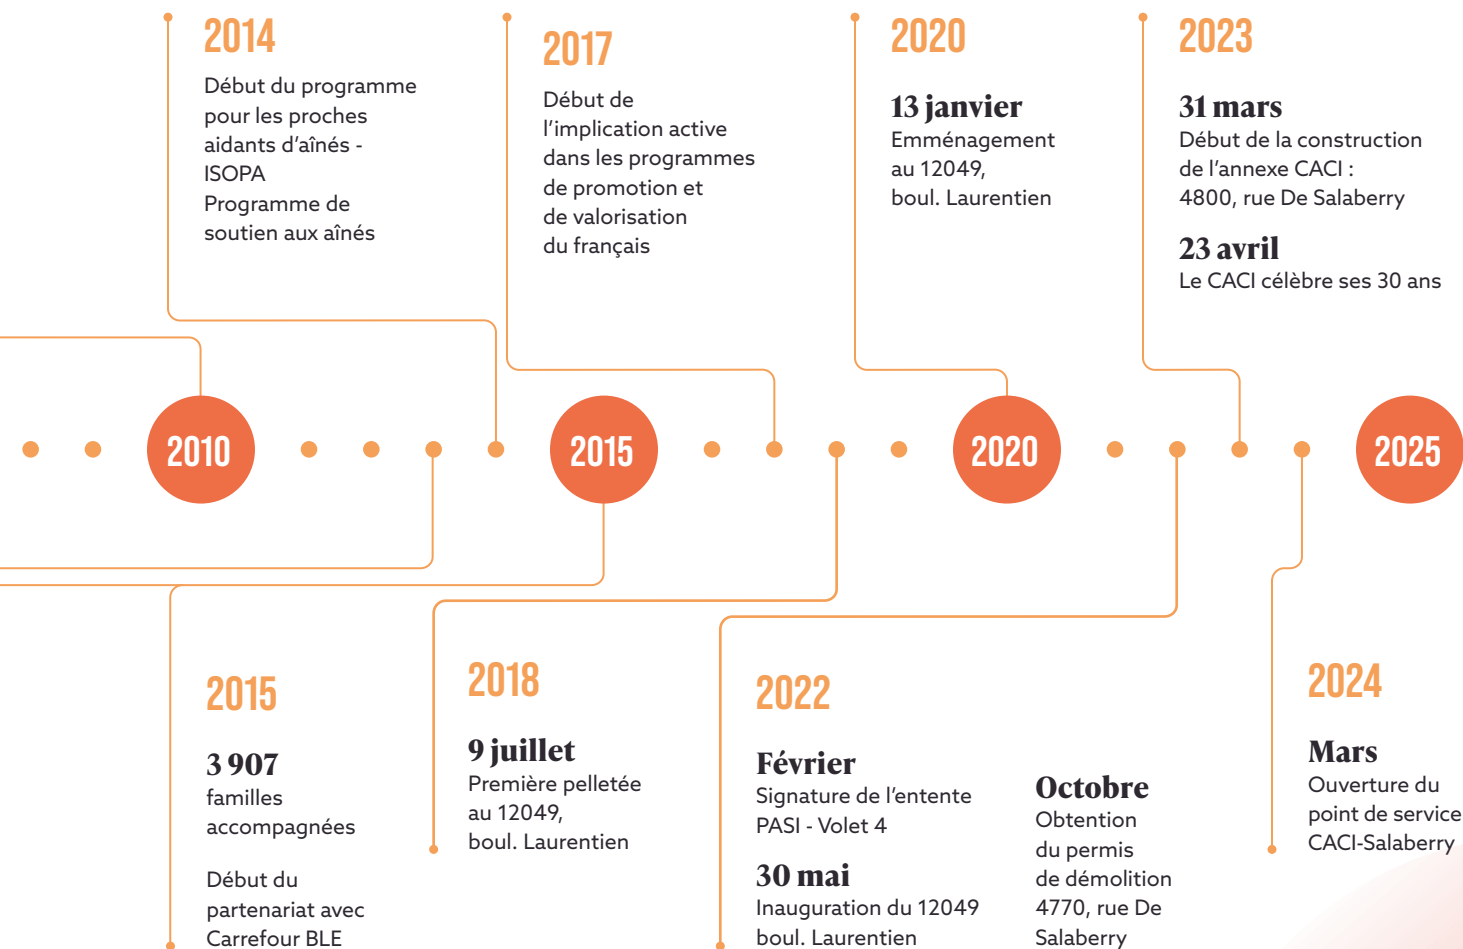 2014
Début du programme
pour les proches
aidants d'aînés -
ISOPA
Programme de
soutien aux aînés
2017
Début de
l'implication active
dans les programmes
de promotion et
de valorisation
du français
2020
13 janvier
Emménagement
au 12049,
boul. Laurentien
2023
31 mars
Début de la construction
de l'annexe CACI :
4800, rue De Salaberry
23 avril
Le CACI célèbre ses 30 ans
2010
2015
2020
2025
2015
3 907
familles
accompagnées
Début du
partenariat avec
Carrefour BLE
2018
9 juillet
Première pelletée
au 12049,
boul. Laurentien
2022
Février
Signature de l'entente
PASI - Volet 4
30 mai
Inauguration du 12049
boul. Laurentien
Octobre
Obtention
du permis
de démolition
4770, rue De
Salaberry
2024
Mars
Ouverture du
point de service
CACI-Salaberry